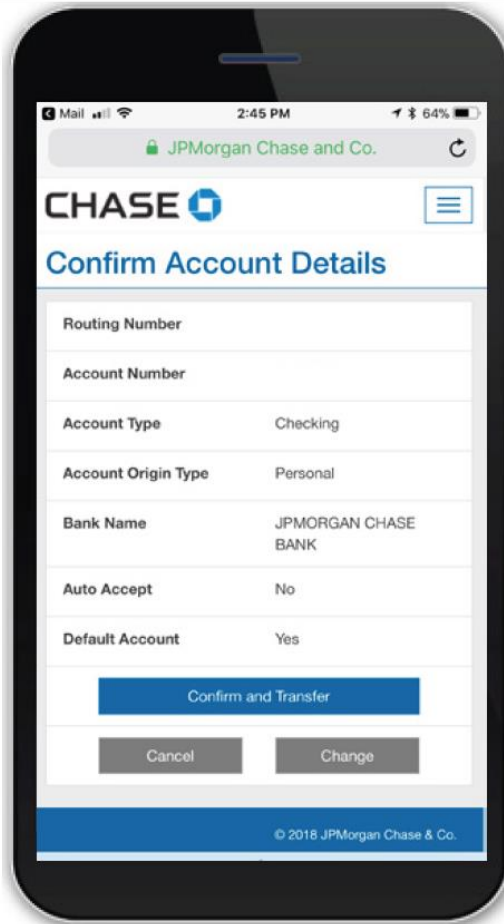 Mail 2:45 PM 64%
JPMorgan Chase and Co.
CHASE
Confirm Account Details
Routing Number
Account Number
Account Type Checking
Account Origin Type Personal
Bank Name JPMORGAN CHASE
BANK
Auto Accept No
Default Account Yes
Confirm and Transfer
Cancel Change
© 2018 JPMorgan Chase & Co.